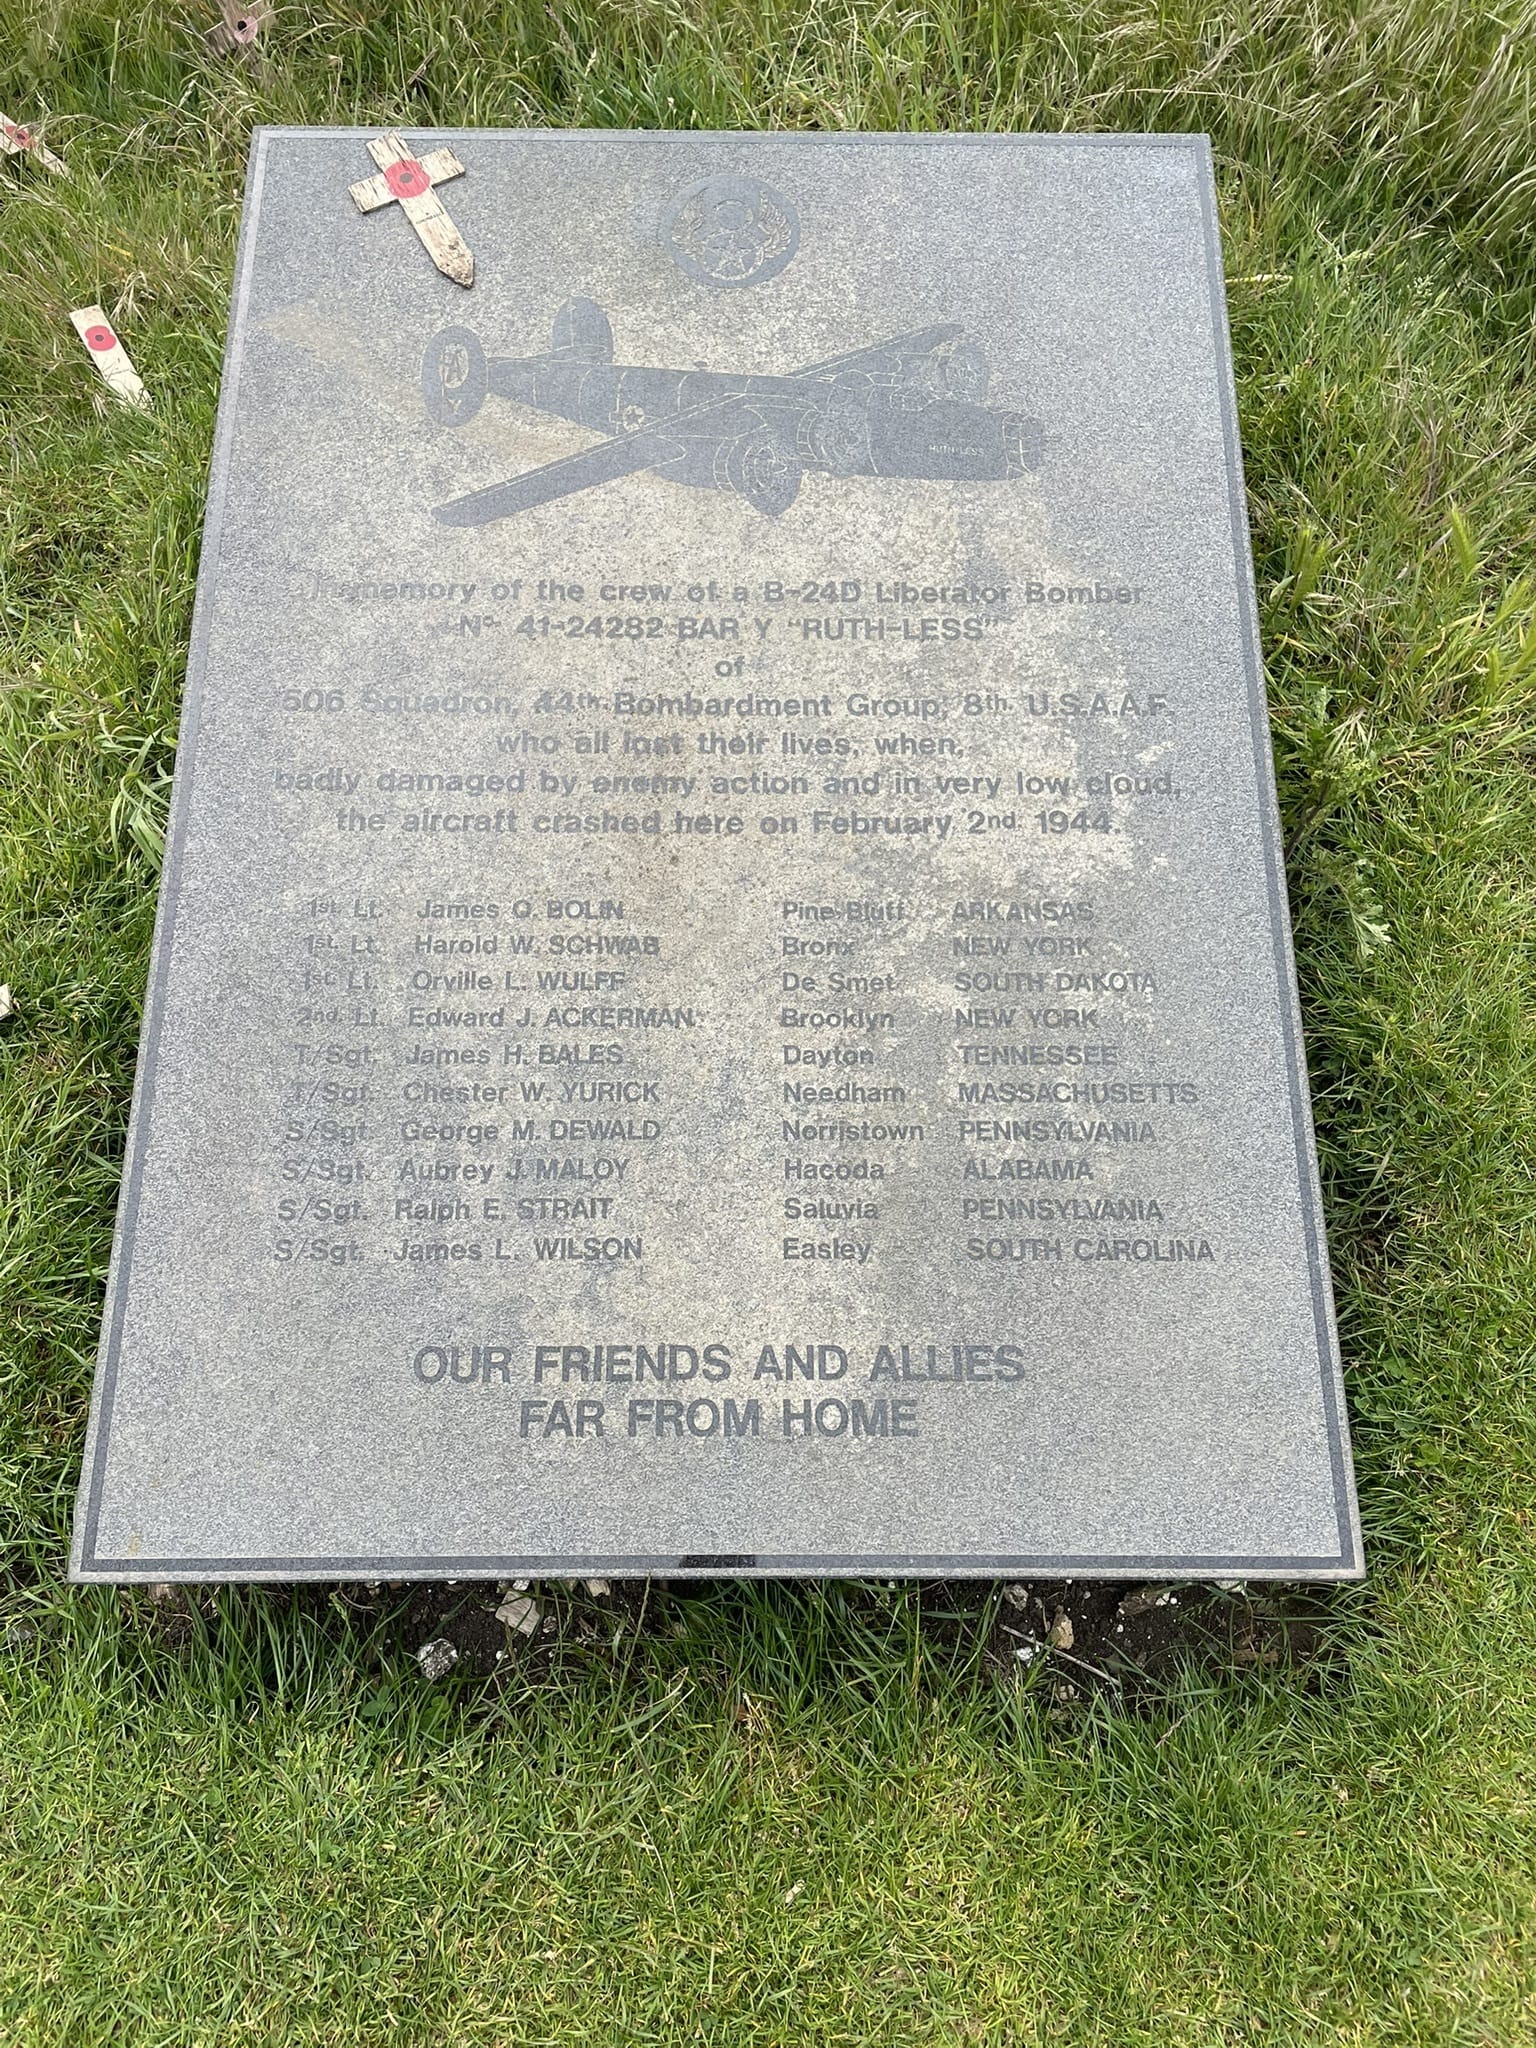 A
Y
RUTH-LESS
In memory of the crew of a B-24D Liberator Bomber
No. 41-24282-BAR Y "RUTH-LESS"
of
506 Squadron, 44th. Bombardment Group, 8th. U.S.A.A.F.
who all lost their lives, when,
badly damaged by enemy action and in very low cloud,
the aircraft crashed here on February 2nd. 1944.
1st. Lt. James O. BOLIN Pine Bluff ARKANSAS
1st. Lt. Harold W. SCHWAB Bronx NEW YORK
1st. Lt. Orville L. WULFF De Smet SOUTH DAKOTA
2nd. Lt. Edward J. ACKERMAN Brooklyn NEW YORK
T/Sgt. James H. BALES Dayton TENNESSEE
T/Sgt. Chester W. YURICK Needham MASSACHUSETTS
S/Sgt. George M. DEWALD Norristown PENNSYLVANIA
S/Sgt. Aubrey J. MALOY Hacoda ALABAMA
S/Sgt. Ralph E. STRAIT Saluvia PENNSYLVANIA
S/Sgt. James L. WILSON Easley SOUTH CAROLINA
OUR FRIENDS AND ALLIES
FAR FROM HOME